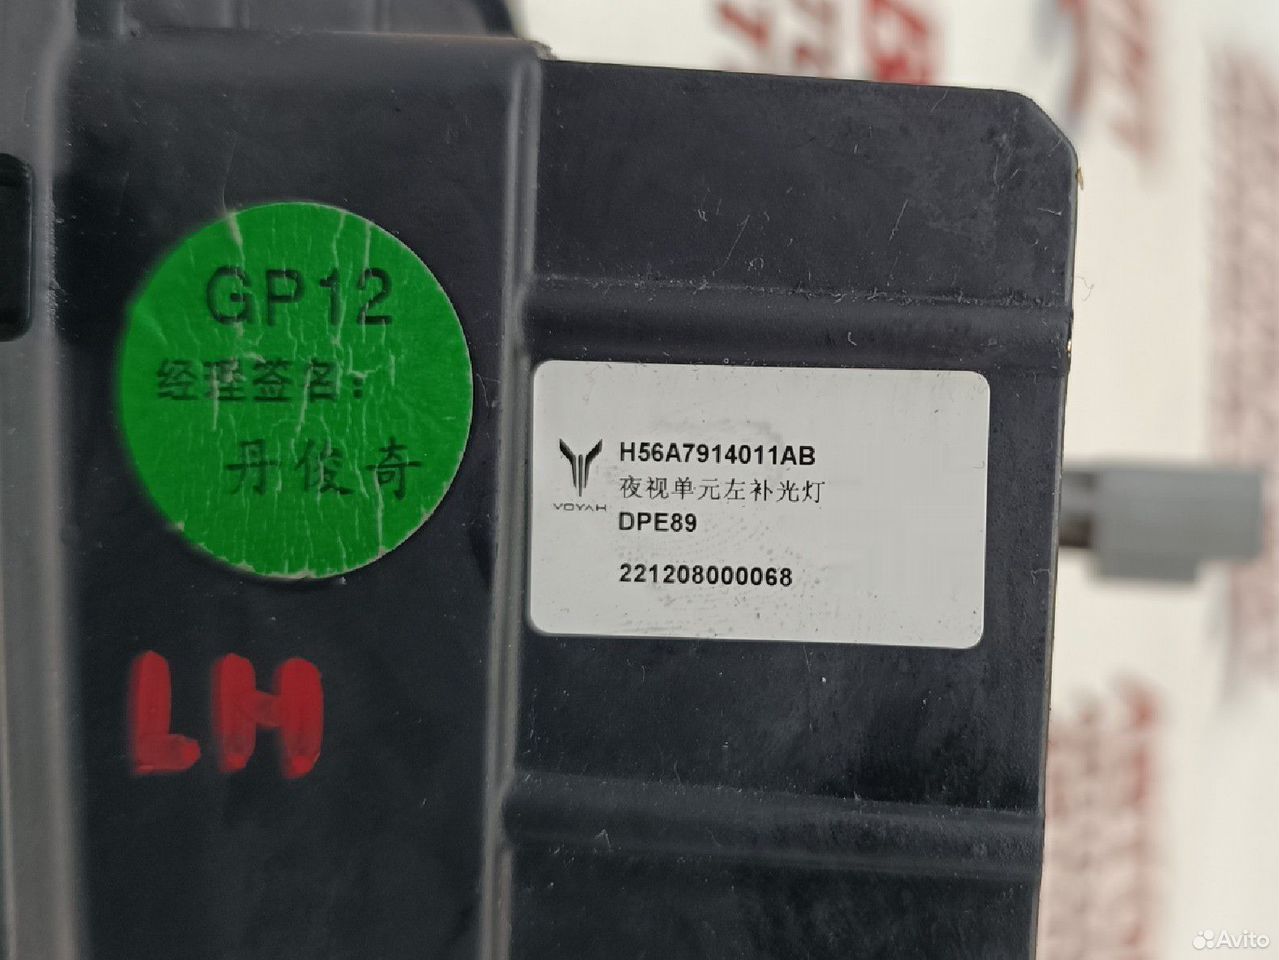 GP12
经理签名：
丹俊奇
LH
VOYAH
H56A7914011AB
夜视单元左补光灯
DPE89
221208000068
Avito